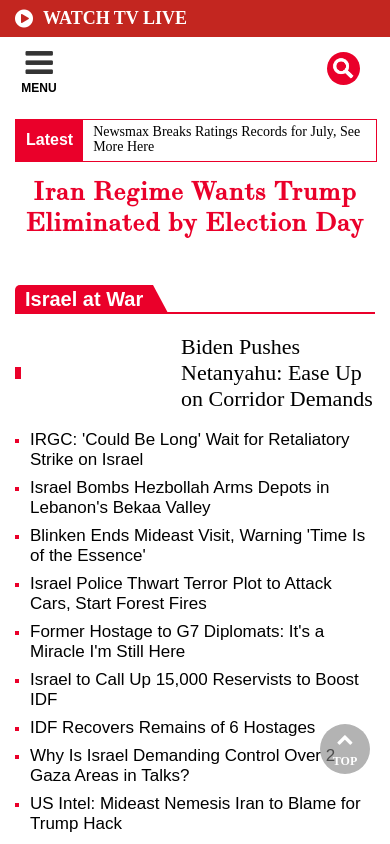 WATCH TV LIVE
MENU
Latest
Newsmax Breaks Ratings Records for July, See
More Here
Iran Regime Wants Trump
Eliminated by Election Day
Israel at War
Biden Pushes
Netanyahu: Ease Up
on Corridor Demands
IRGC: 'Could Be Long' Wait for Retaliatory
Strike on Israel
Israel Bombs Hezbollah Arms Depots in
Lebanon's Bekaa Valley
Blinken Ends Mideast Visit, Warning 'Time Is
of the Essence'
Israel Police Thwart Terror Plot to Attack
Cars, Start Forest Fires
Former Hostage to G7 Diplomats: It's a
Miracle I'm Still Here
Israel to Call Up 15,000 Reservists to Boost
IDF
IDF Recovers Remains of 6 Hostages
Why Is Israel Demanding Control Over 2
Gaza Areas in Talks?
TOP
US Intel: Mideast Nemesis Iran to Blame for
Trump Hack